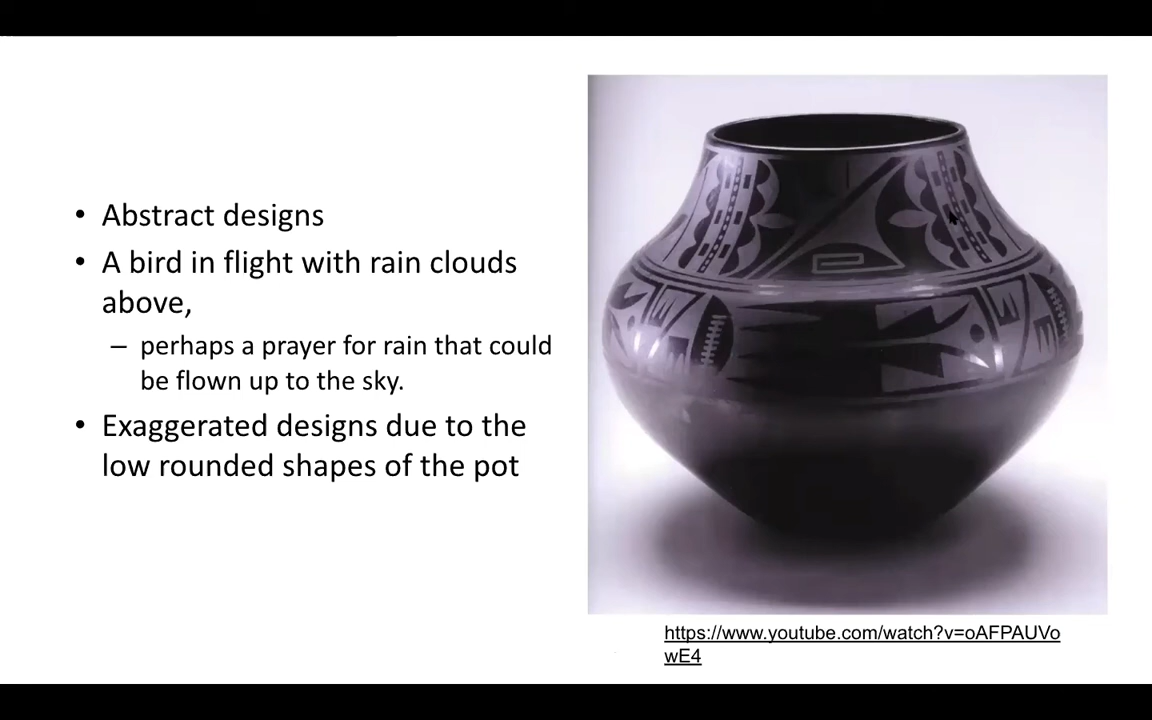 • Abstract designs
• A bird in flight with rain clouds
above,
– perhaps a prayer for rain that could
be flown up to the sky.
• Exaggerated designs due to the
low rounded shapes of the pot
https://www.youtube.com/watch?v=oAFPAUVo
wE4